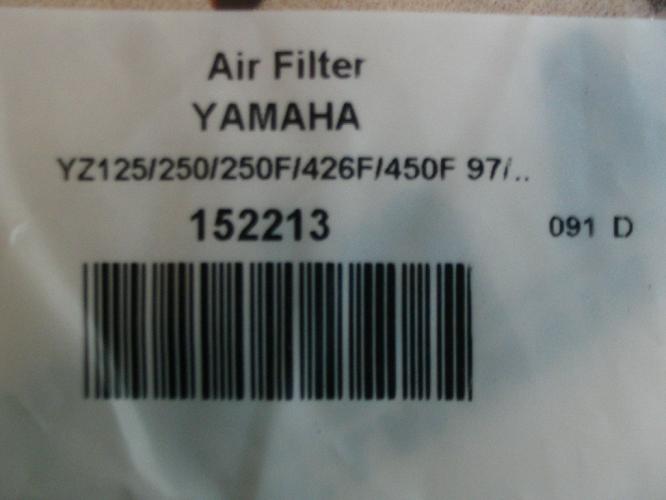 Air Filter
YAMAHA
YZ125/250/250F/426F/450F 97/..
152213
091 D